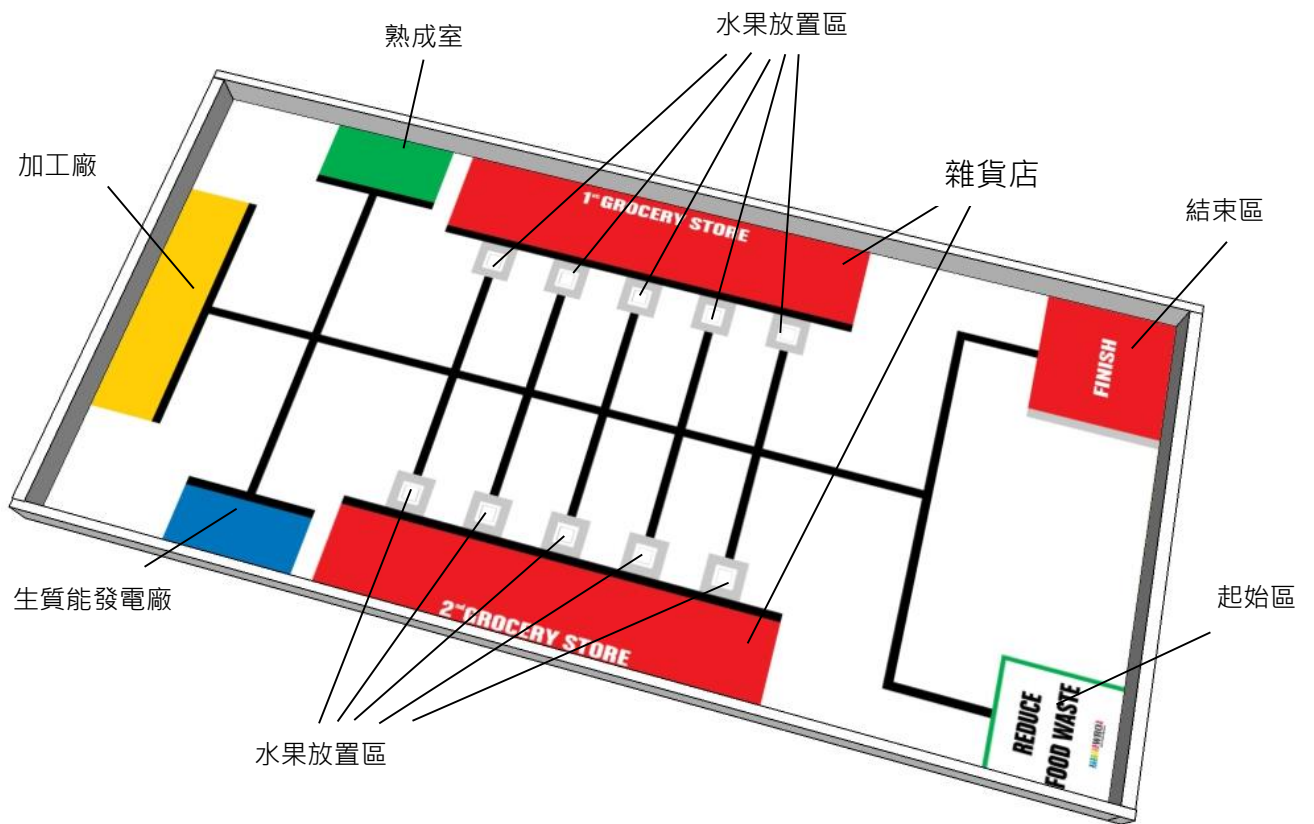 水果放置區
熟成室
加工廠
雜貨店
1ST GROCERY STORE
結束區
FINISH
生質能發電廠
起始區
2ND GROCERY STORE
REDUCE
FOOD WASTE
WRO
水果放置區